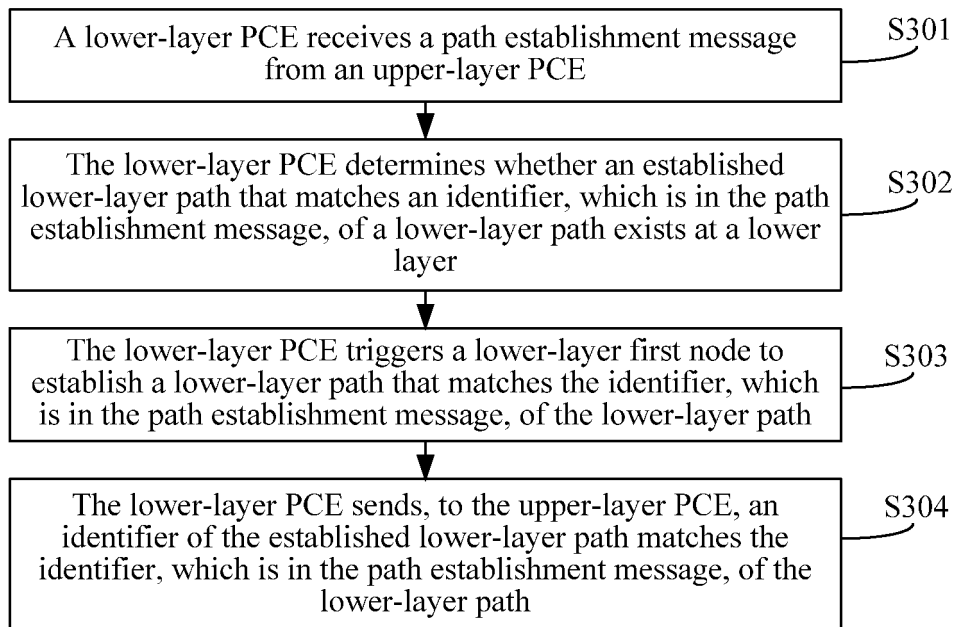 A lower-layer PCE receives a path establishment message
from an upper-layer PCE
S301
The lower-layer PCE determines whether an established
lower-layer path that matches an identifier, which is in the path
establishment message, of a lower-layer path exists at a lower
layer
S302
The lower-layer PCE triggers a lower-layer first node to
establish a lower-layer path that matches the identifier, which
is in the path establishment message, of the lower-layer path
S303
The lower-layer PCE sends, to the upper-layer PCE, an
identifier of the established lower-layer path matches the
identifier, which is in the path establishment message, of the
lower-layer path
S304